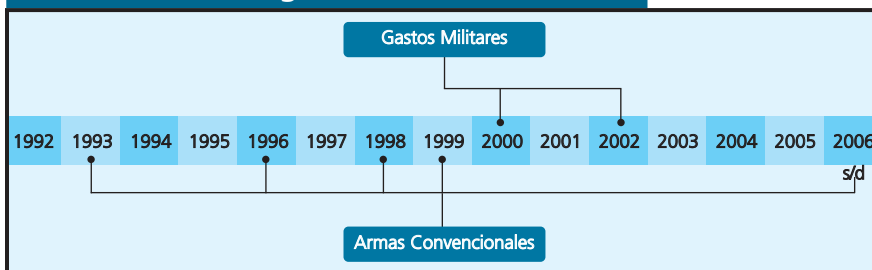 Gastos Militares
1992 1993 1994 1995 1996 1997 1998 1999 2000 2001 2002 2003 2004 2005 2006
s/d
Armas Convencionales